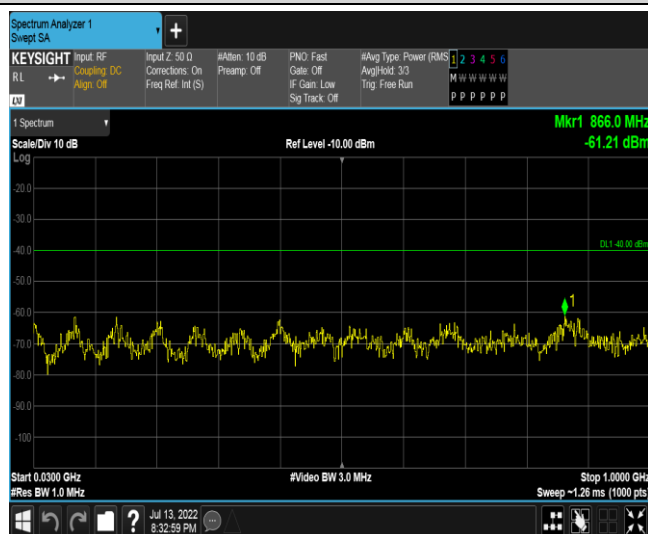 Spectrum Analyzer 1
Swept SA
+
KEYSIGHT
RL
LXI
Input: RF
Coupling: DC
Align: Off
Input Z: 50 Ω
Corrections: On
Freq Ref: Int (S)
#Atten: 10 dB
Preamp: Off
PNO: Fast
Gate: Off
IF Gain: Low
Sig Track: Off
#Avg Type: Power (RMS
Avg|Hold: 3/3
Trig: Free Run
1 2 3 4 5 6
M W W W W W
P P P P P P
1 Spectrum
Mkr1 866.0 MHz
Scale/Div 10 dB
Ref Level -10.00 dBm
-61.21 dBm
Log
-20.0
-30.0
DL1 -40.00 dBm
-40.0
-50.0
1
-60.0
-70.0
-80.0
-90.0
-100
Start 0.0300 GHz
#Video BW 3.0 MHz
Stop 1.0000 GHz
#Res BW 1.0 MHz
Sweep ~1.26 ms (1000 pts)
?
Jul 13, 2022
8:32:59 PM